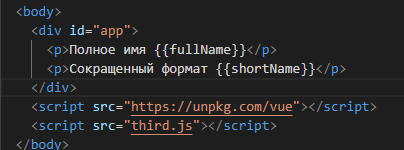 <body>
<div id="app">
<p>Полное имя {{fullName}}</p>
<p>Сокращенный формат {{shortName}}</p>
</div>
<script src="https://unpkg.com/vue"></script>
<script src="third.js"></script>
</body>